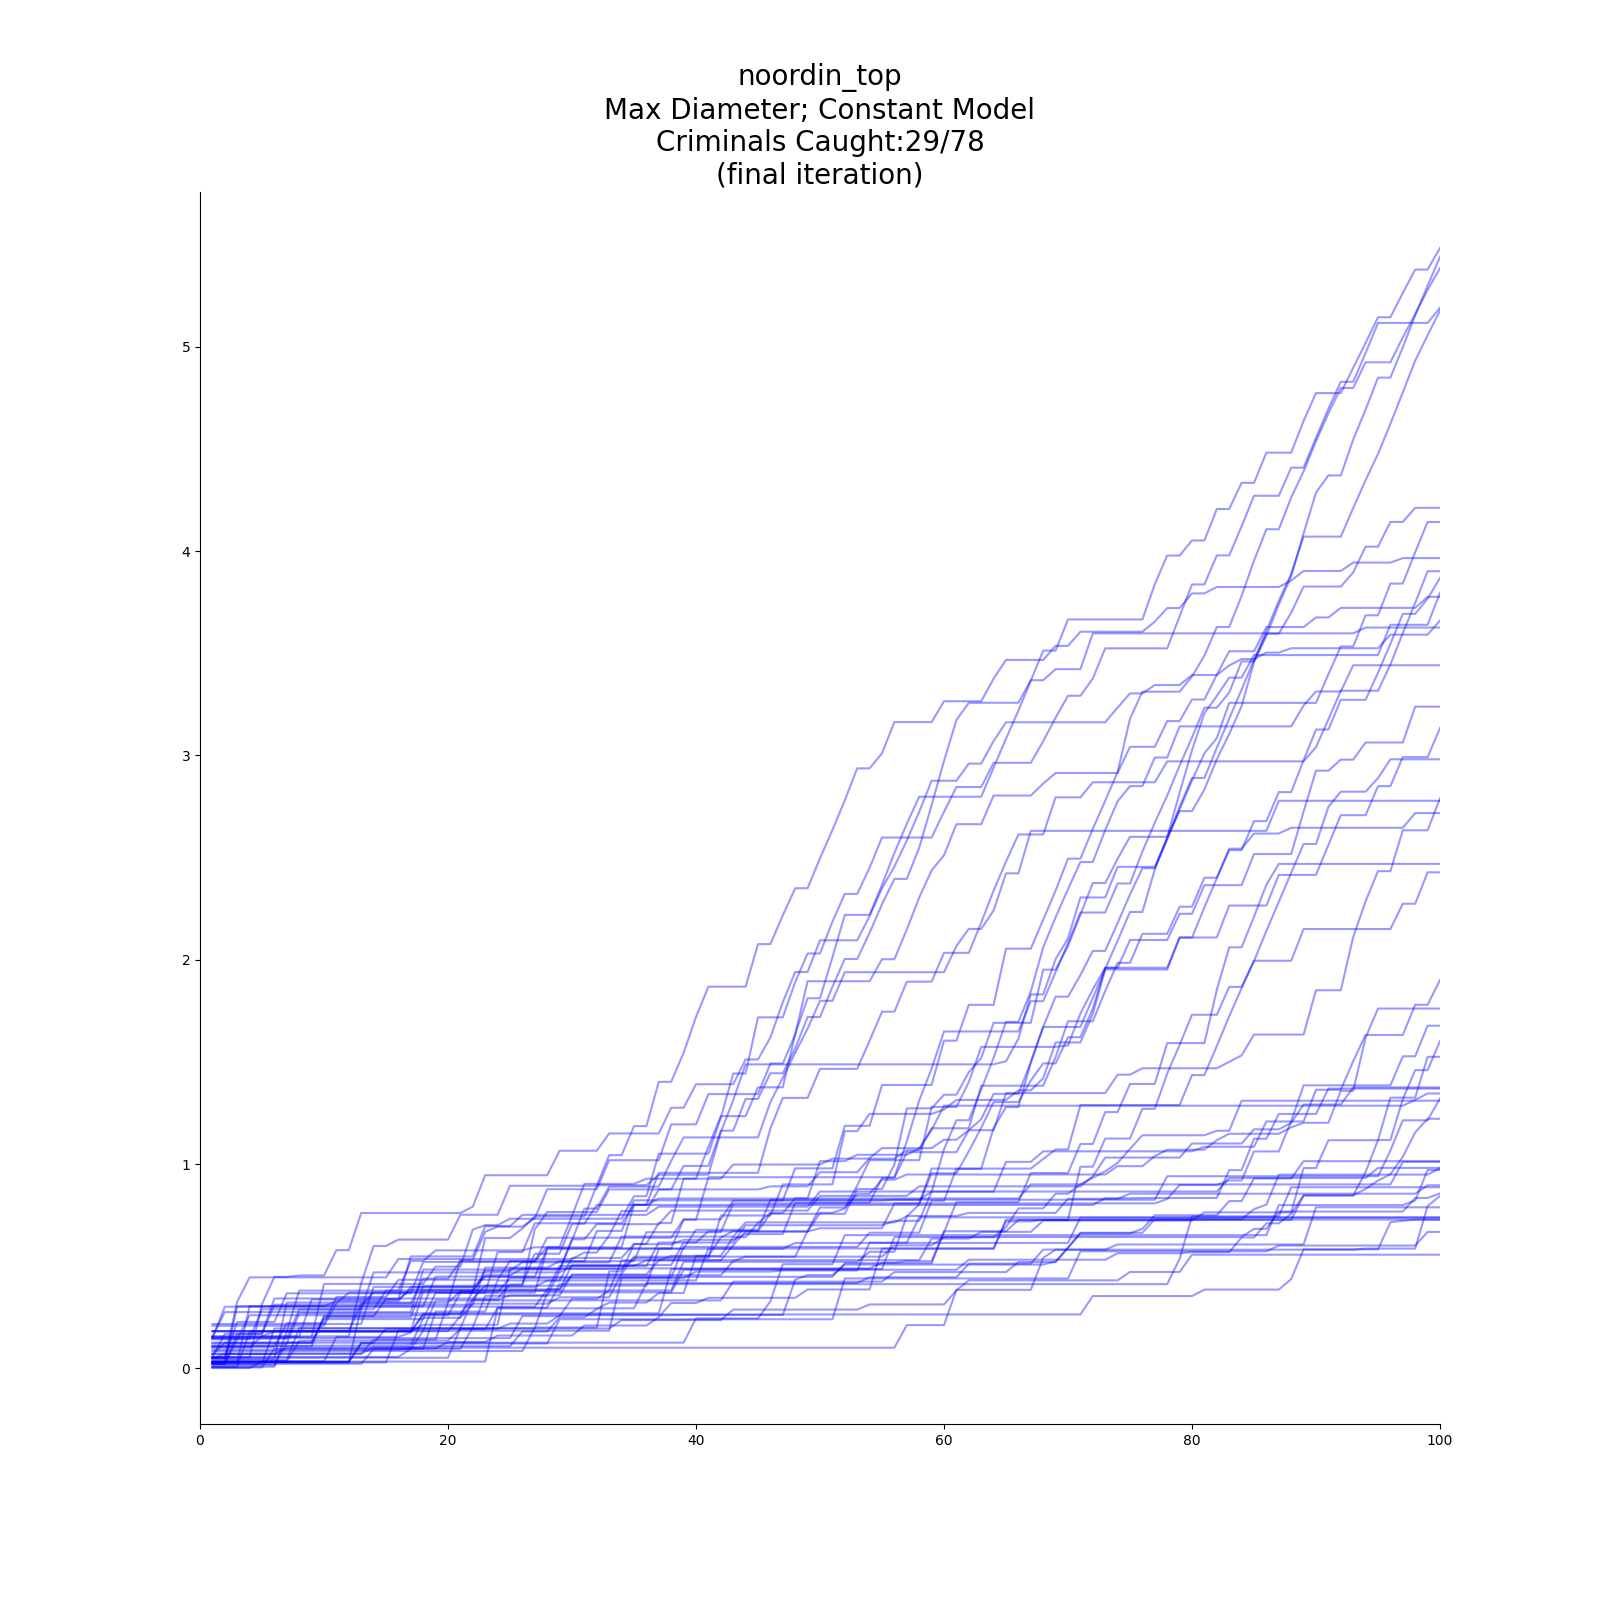 noordin_top
Max Diameter; Constant Model
Criminals Caught:29/78
(final iteration)
5
4
3
2
1
0
0 20 40 60 80 100